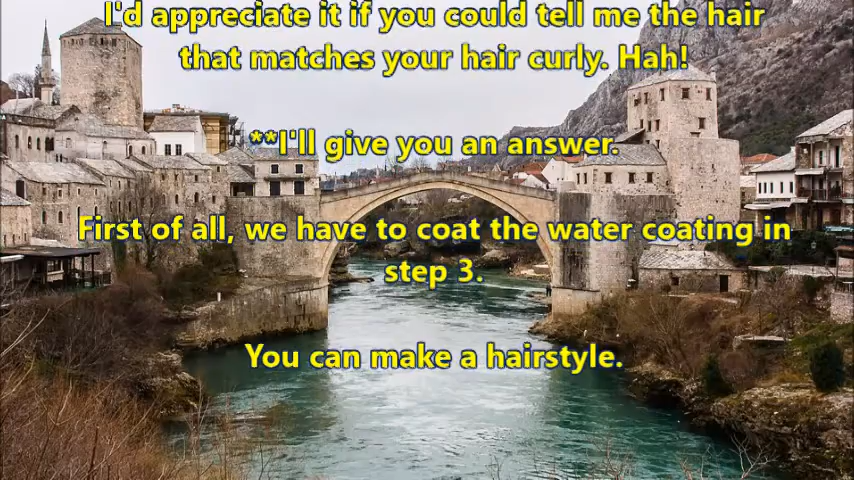 I'd appreciate it if you could tell me the hair
that matches your hair curly. Hah!
**I'll give you an answer.
First of all, we have to coat the water coating in
step 3.
You can make a hairstyle.